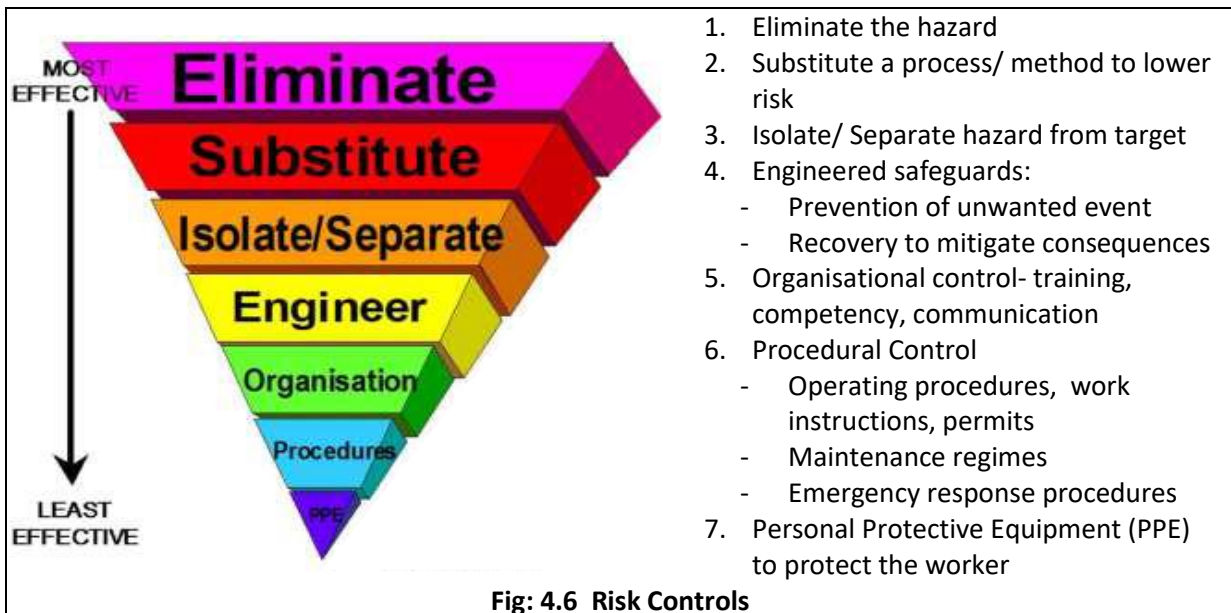 MOST
EFFECTIVE
LEAST
EFFECTIVE
Eliminate
Substitute
Isolate/Separate
Engineer
Organisation
Procedures
PPE
1. Eliminate the hazard
2. Substitute a process/ method to lower
risk
3. Isolate/ Separate hazard from target
4. Engineered safeguards:
- Prevention of unwanted event
- Recovery to mitigate consequences
5. Organisational control- training,
competency, communication
6. Procedural Control
- Operating procedures, work
instructions, permits
- Maintenance regimes
- Emergency response procedures
7. Personal Protective Equipment (PPE)
to protect the worker
Fig: 4.6 Risk Controls